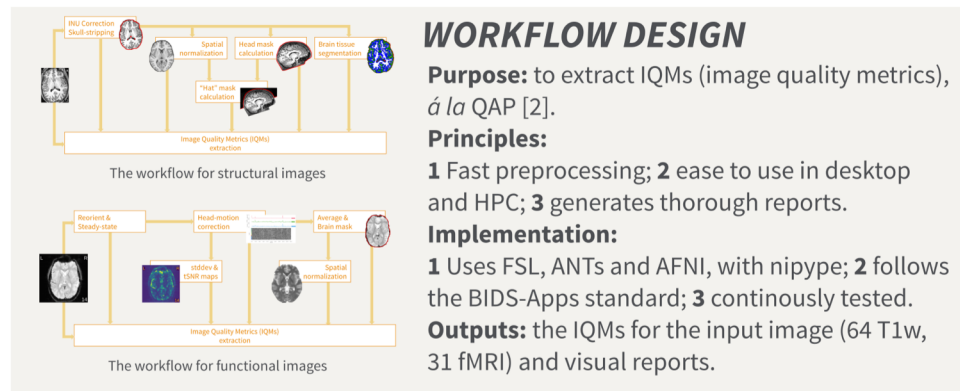 INU Correction
Skull-stripping
Spatial
normalization
Head mask
calculation
Brain tissue
segmentation
"Hat" mask
calculation
Image Quality Metrics (IQMs)
extraction
The workflow for structural images
Reorient &
Steady-state
Head-motion
correction
Average &
Brain mask
L
stddev &
tSNR maps
Spatial
normalization
Image Quality Metrics (IQMs)
extraction
The workflow for functional images
WORKFLOW DESIGN
Purpose: to extract IQMs (image quality metrics),
á la QAP [2].
Principles:
1 Fast preprocessing; 2 ease to use in desktop
and HPC; 3 generates thorough reports.
Implementation:
1 Uses FSL, ANTs and AFNI, with nipype; 2 follows
the BIDS-Apps standard; 3 continously tested.
Outputs: the IQMs for the input image (64 T1w,
31 fMRI) and visual reports.